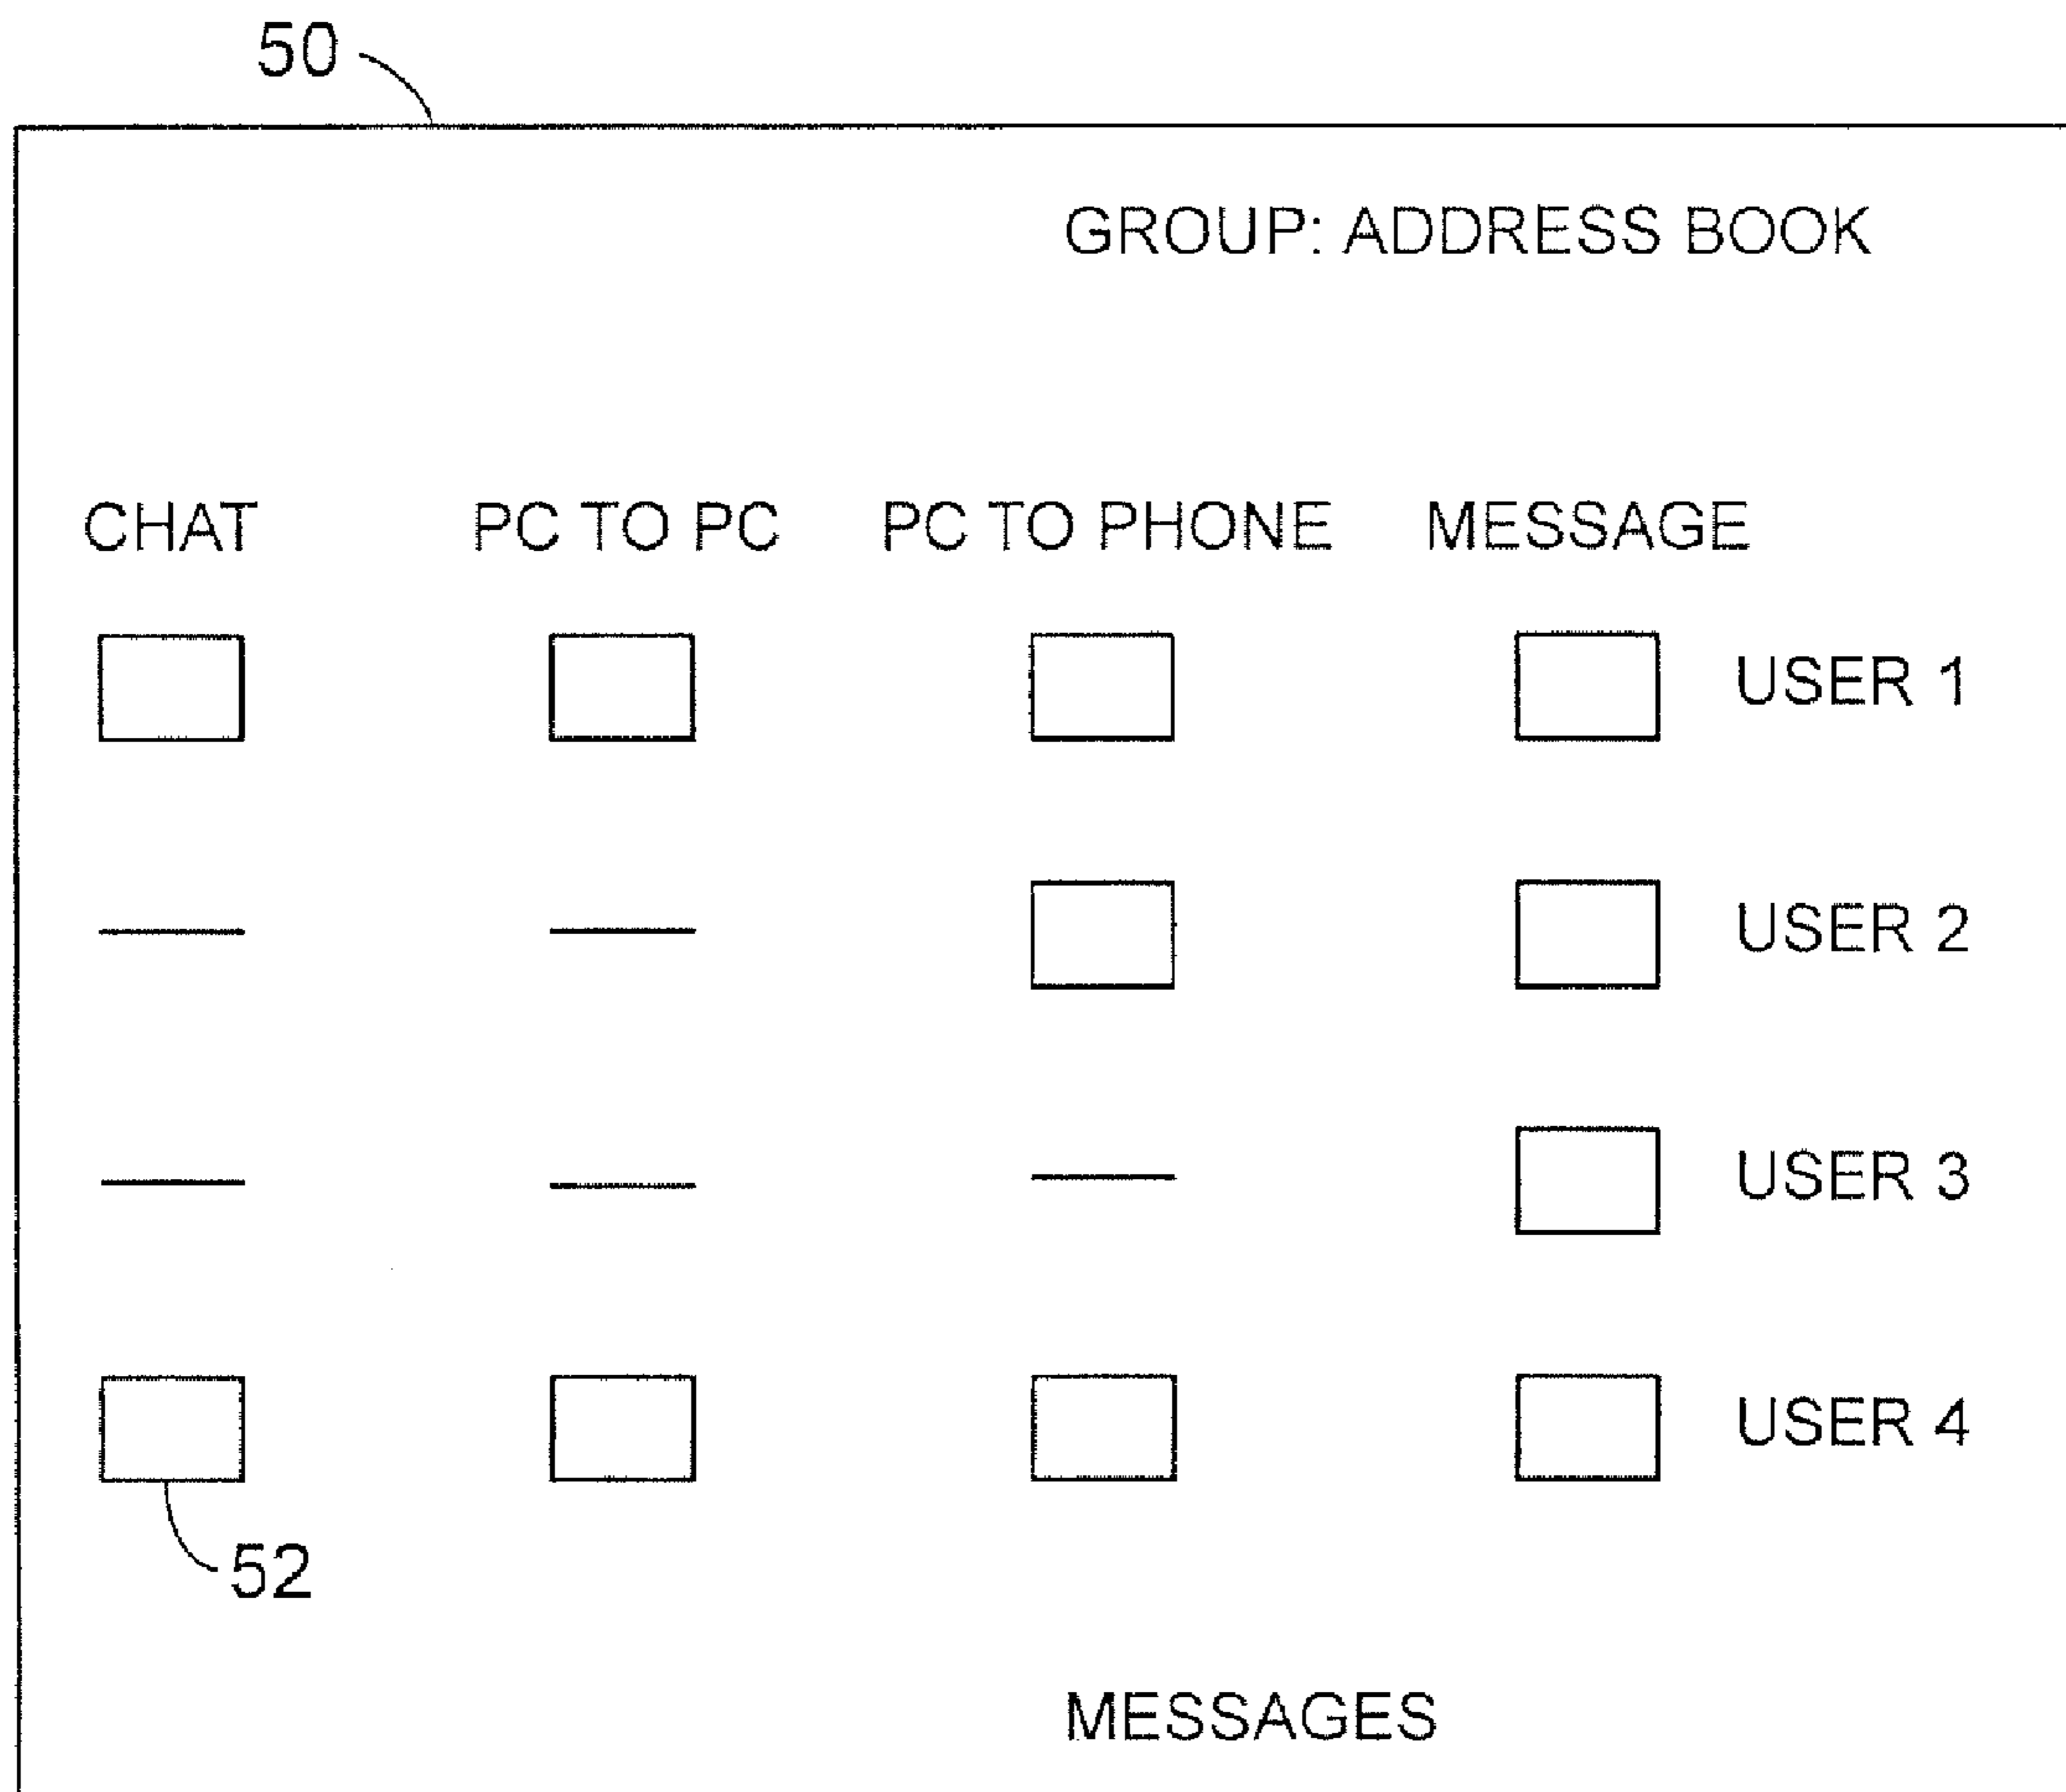 50
GROUP: ADDRESS BOOK
CHAT PC TO PC PC TO PHONE MESSAGE
USER 1
USER 2
USER 3
USER 4
52
MESSAGES